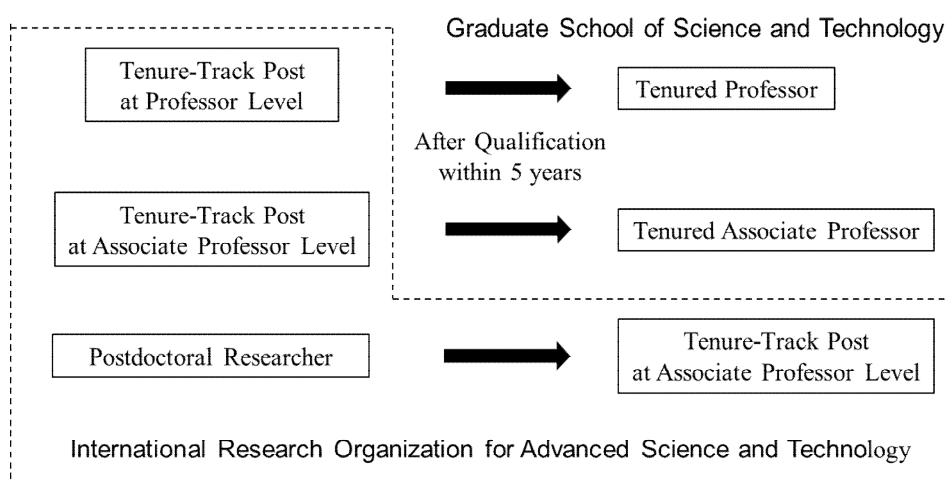 Graduate School of Science and Technology
Tenure-Track Post
at Professor Level
Tenured Professor
After Qualification
within 5 years
Tenure-Track Post
at Associate Professor Level
Tenured Associate Professor
Postdoctoral Researcher
Tenure-Track Post
at Associate Professor Level
International Research Organization for Advanced Science and Technology